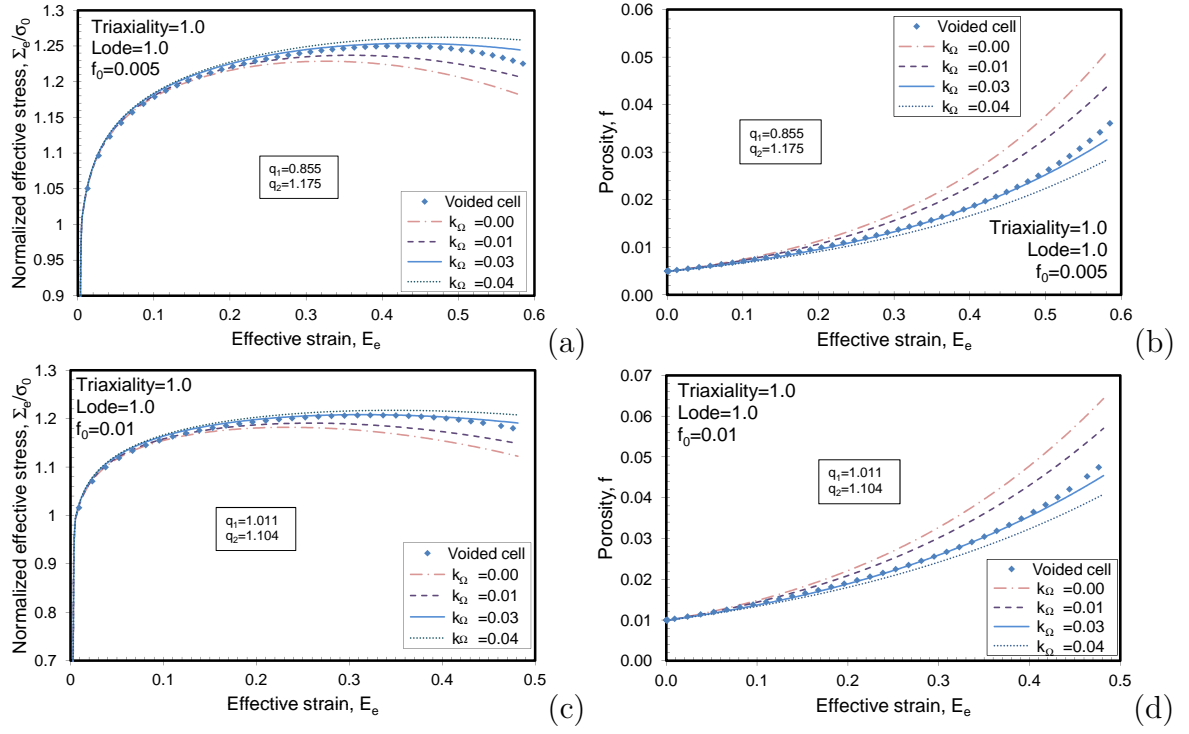 Normalized effective stress, Σe/σ0
Triaxiality=1.0
Lode=1.0
f0=0.005
q1=0.855
q2=1.175
Voided cell
kΩ =0.00
kΩ =0.01
kΩ =0.03
kΩ =0.04
1.3
1.25
1.2
1.15
1.1
1.05
1
0.95
0.9
0 0.1 0.2 0.3 0.4 0.5 0.6
Effective strain, Ee
(a)
Porosity, f
0.06
0.05
0.04
0.03
0.02
0.01
0.00
Voided cell
kΩ =0.00
kΩ =0.01
kΩ =0.03
kΩ =0.04
q1=0.855
q2=1.175
Triaxiality=1.0
Lode=1.0
f0=0.005
0.0 0.1 0.2 0.3 0.4 0.5 0.6
Effective strain, Ee
(b)
Normalized effective stress, Σe/σ0
1.3
1.2
1.1
1
0.9
0.8
0.7
Triaxiality=1.0
Lode=1.0
f0=0.01
q1=1.011
q2=1.104
Voided cell
kΩ =0.00
kΩ =0.01
kΩ =0.03
kΩ =0.04
0 0.1 0.2 0.3 0.4 0.5
Effective strain, Ee
(c)
Porosity, f
0.07
0.06
0.05
0.04
0.03
0.02
0.01
0.00
Triaxiality=1.0
Lode=1.0
f0=0.01
q1=1.011
q2=1.104
Voided cell
kΩ =0.00
kΩ =0.01
kΩ =0.03
kΩ =0.04
0.0 0.1 0.2 0.3 0.4 0.5
Effective strain, Ee
(d)